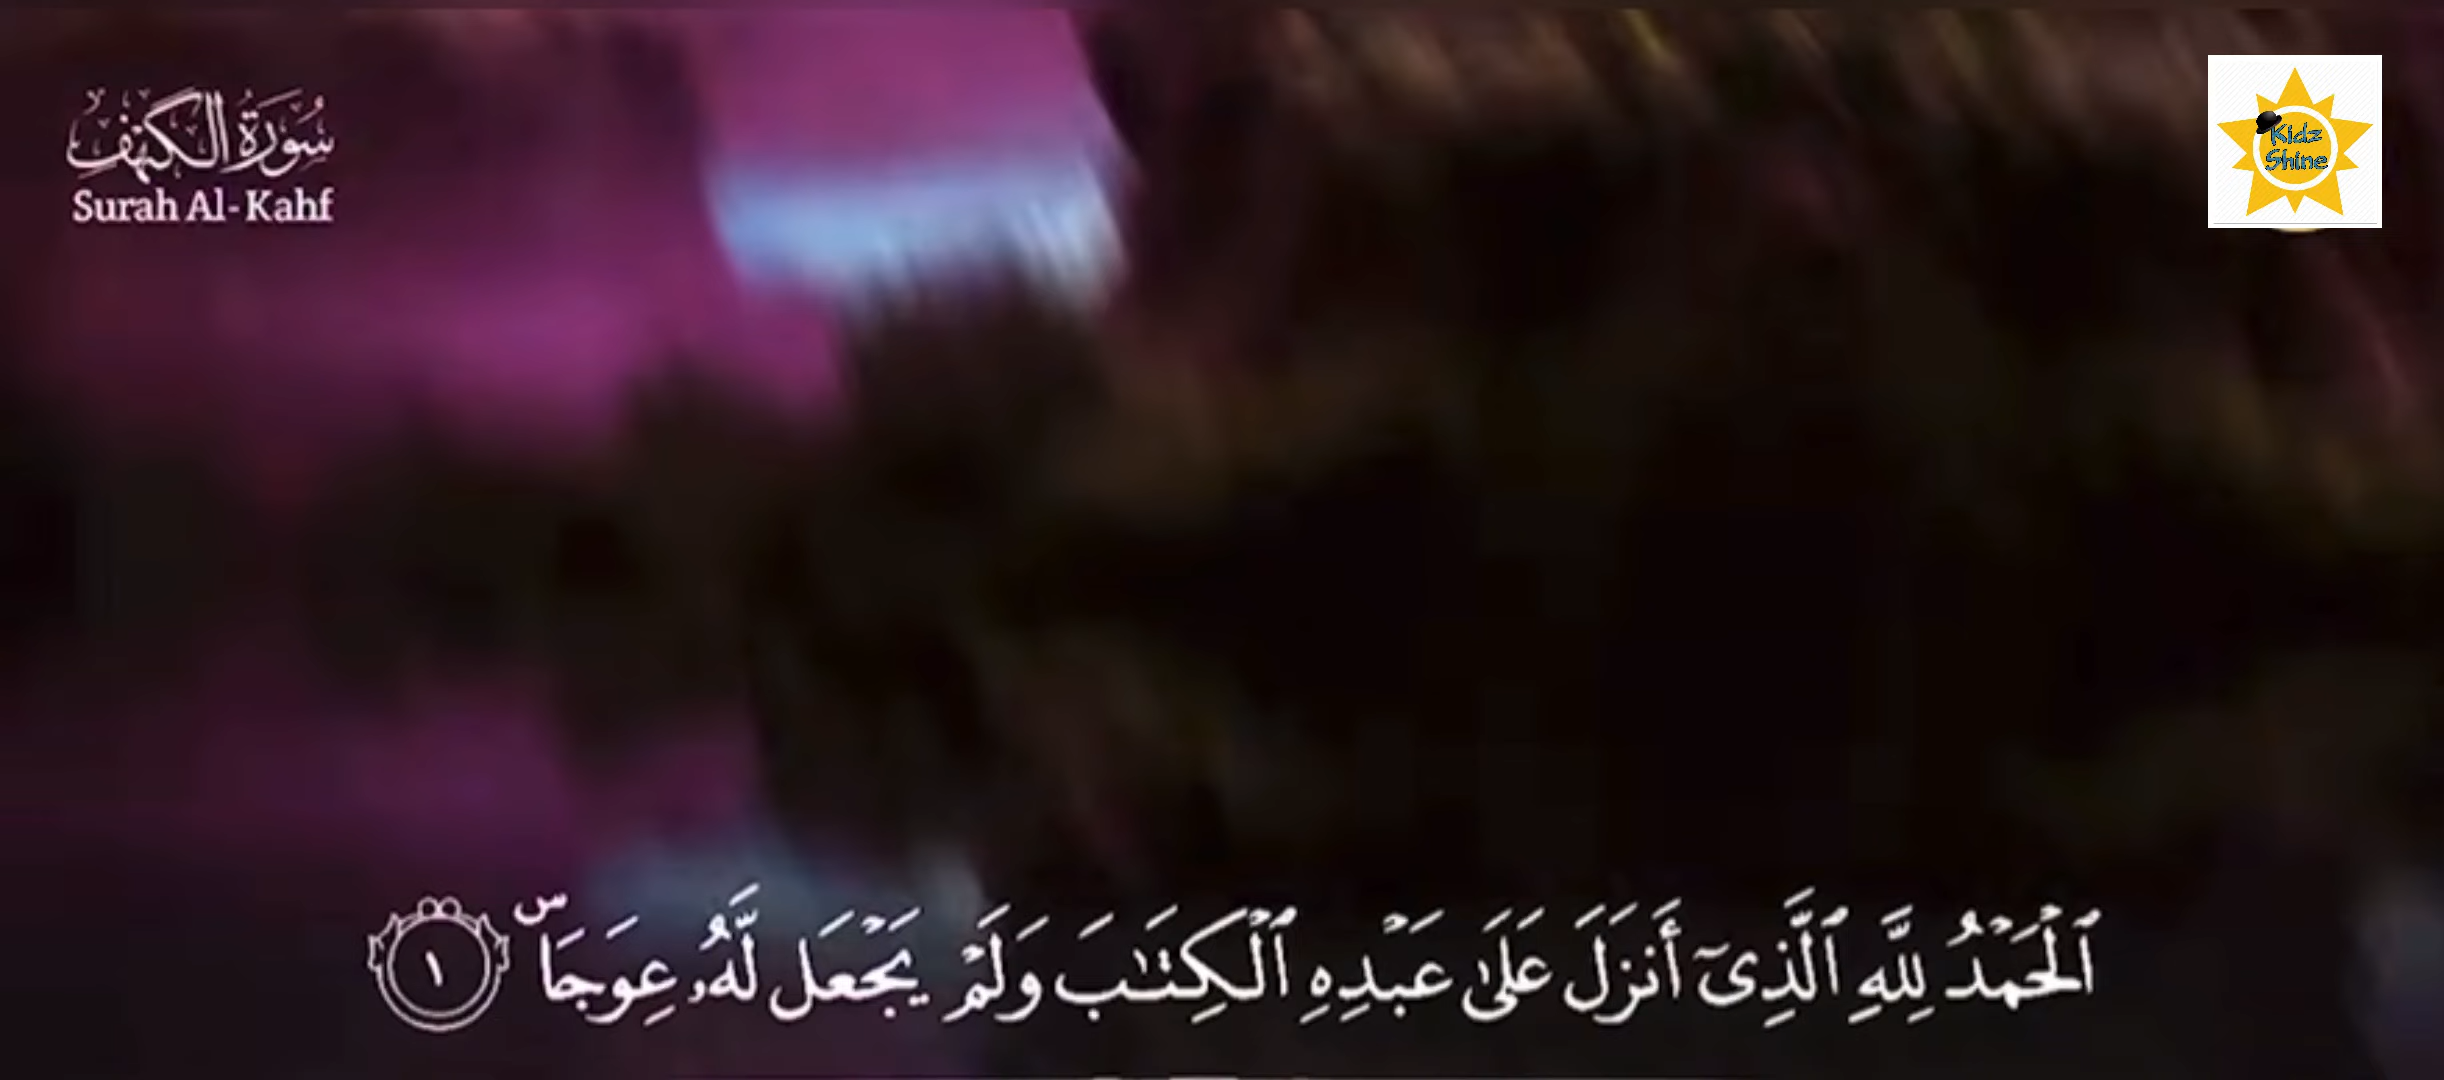 سُورَةُ الكَهْفِ
Surah Al-Kahf
Kidz
Shine
ٱلْحَمْدُ لِلَّهِ ٱلَّذِىٓ أَنزَلَ عَلَىٰ عَبْدِهِ ٱلْكِتَـٰبَ وَلَمْ يَجْعَل لَّهُۥ عِوَجَاۜ ١